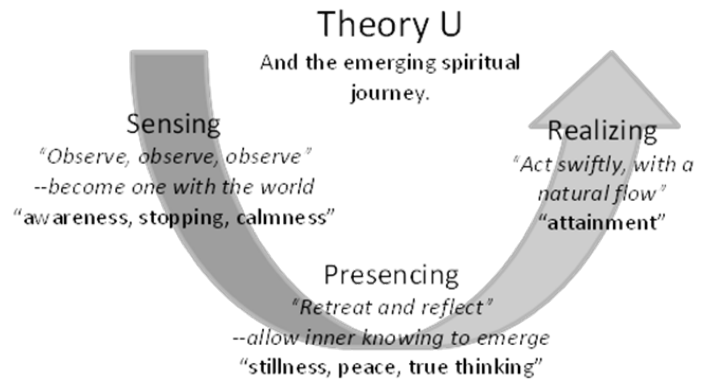 Theory U
And the emerging spiritual
journey.
Sensing
"Observe, observe, observe"
--become one with the world
"awareness, stopping, calmness"
Realizing
"Act swiftly, with a
natural flow"
"attainment"
Presencing
"Retreat and reflect"
--allow inner knowing to emerge
"stillness, peace, true thinking"